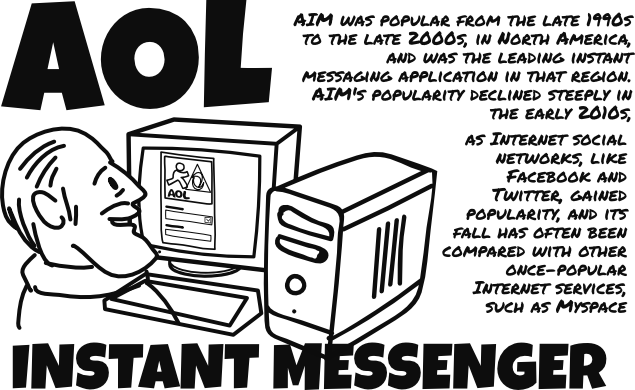 AOL
AIM was popular from the late 1990s
to the late 2000s, in North America,
and was the leading instant
messaging application in that region.
AIM's popularity declined steeply in
the early 2010s,
as Internet social
networks, like
Facebook and
Twitter, gained
popularity, and its
fall has often been
compared with other
once-popular
Internet services,
such as Myspace
AOL
INSTANT MESSENGER